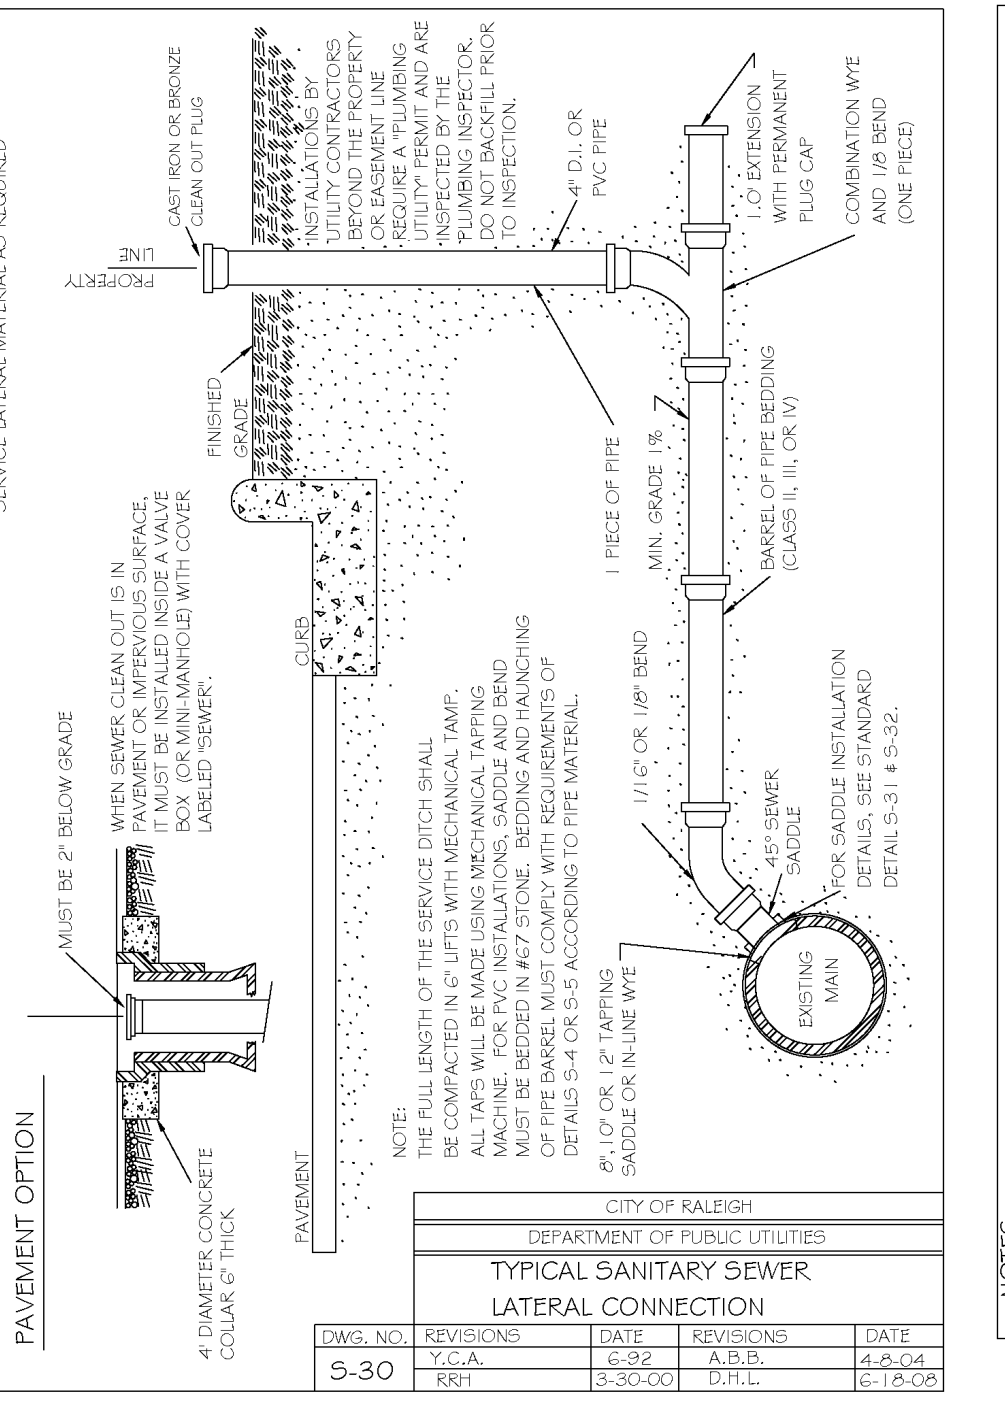 SERVICE LATERAL MATERIAL AS REQUIRED
PAVEMENT OPTION
MUST BE 2" BELOW GRADE
WHEN SEWER CLEAN OUT IS IN
PAVEMENT OR IMPERVIOUS SURFACE,
IT MUST BE INSTALLED INSIDE A VALVE
BOX (OR MINI-MANHOLE) WITH COVER
LABELED "SEWER".
4' DIAMETER CONCRETE
COLLAR 6" THICK
PROPERTY
LINE
CAST IRON OR BRONZE
CLEAN OUT PLUG
FINISHED
GRADE
INSTALLATIONS BY
UTILITY CONTRACTORS
BEYOND THE PROPERTY
OR EASEMENT LINE
REQUIRE A "PLUMBING
UTILITY" PERMIT AND ARE
INSPECTED BY THE
PLUMBING INSPECTOR.
DO NOT BACKFILL PRIOR
TO INSPECTION.
CURB
PAVEMENT
4" D.I. OR
PVC PIPE
1 PIECE OF PIPE
MIN. GRADE 1%
1.0' EXTENSION
WITH PERMANENT
PLUG CAP
COMBINATION WYE
AND 1/8 BEND
(ONE PIECE)
BARREL OF PIPE BEDDING
(CLASS II, III, OR IV)
NOTE:
THE FULL LENGTH OF THE SERVICE DITCH SHALL
BE COMPACTED IN 6" LIFTS WITH MECHANICAL TAMP.
ALL TAPS WILL BE MADE USING MECHANICAL TAPPING
MACHINE. FOR PVC INSTALLATIONS, SADDLE AND BEND
MUST BE BEDDED IN #67 STONE. BEDDING AND HAUNCHING
OF PIPE BARREL MUST COMPLY WITH REQUIREMENTS OF
DETAILS S-4 OR S-5 ACCORDING TO PIPE MATERIAL.
1/16" OR 1/8" BEND
8", 10" OR 12" TAPPING
SADDLE OR IN-LINE WYE
45° SEWER
SADDLE
FOR SADDLE INSTALLATION
DETAILS, SEE STANDARD
DETAIL S-31 & S-32.
EXISTING
MAIN
CITY OF RALEIGH
DEPARTMENT OF PUBLIC UTILITIES
TYPICAL SANITARY SEWER
LATERAL CONNECTION
DWG. NO. REVISIONS DATE REVISIONS DATE
S-30 Y.C.A. 6-92 A.B.B. 4-8-04
RRH 3-30-00 D.H.L. 6-18-08
NOTES